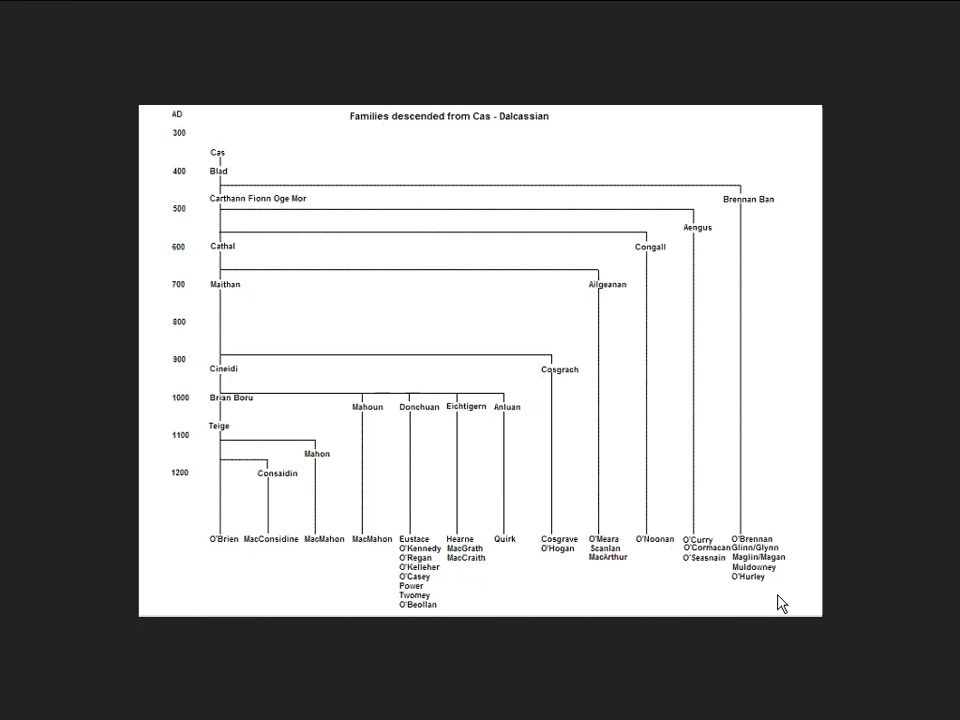 AD
Families descended from Cas - Dalcassian
300
Cas
400
Blad
Carthann Fionn Oge Mor
Brennan Ban
500
Aengus
600
Cathal
Congall
700
Maithan
Ailgeanan
800
900
Cineidi
Cosgrach
1000
Brian Boru
Mahoun
Donchuan
Eichtigern
Anluan
Teige
1100
Mahon
1200
Consaidin
O'Brien
MacConsidine
MacMahon
MacMahon
Eustace
O'Kennedy
O'Regan
O'Kelleher
O'Casey
Power
Twomey
O'Beollan
Hearne
MacGrath
MacCraith
Quirk
Cosgrave
O'Hogan
O'Meara
Scanlan
MacArthur
O'Noonan
O'Curry
O'Cormacan
O'Seasnain
O'Brennan
Glinn/Glynn
Maglin/Magan
Muldowney
O'Hurley